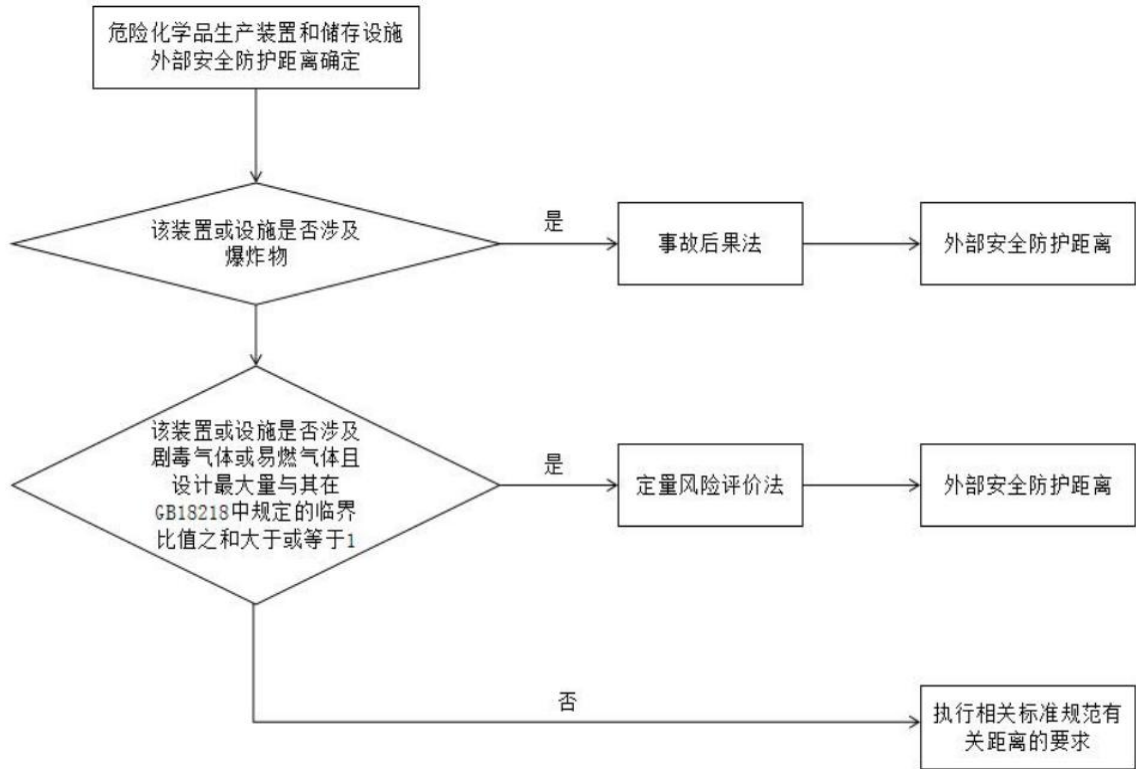 危险化学品生产装置和储存设施
外部安全防护距离确定
该装置或设施是否涉及
爆炸物
是
事故后果法
外部安全防护距离
该装置或设施是否涉及
剧毒气体或易燃气体且
设计最大量与其在
GB18218中规定的临界
比值之和大于或等于1
是
定量风险评价法
外部安全防护距离
否
执行相关标准规范有
关距离的要求